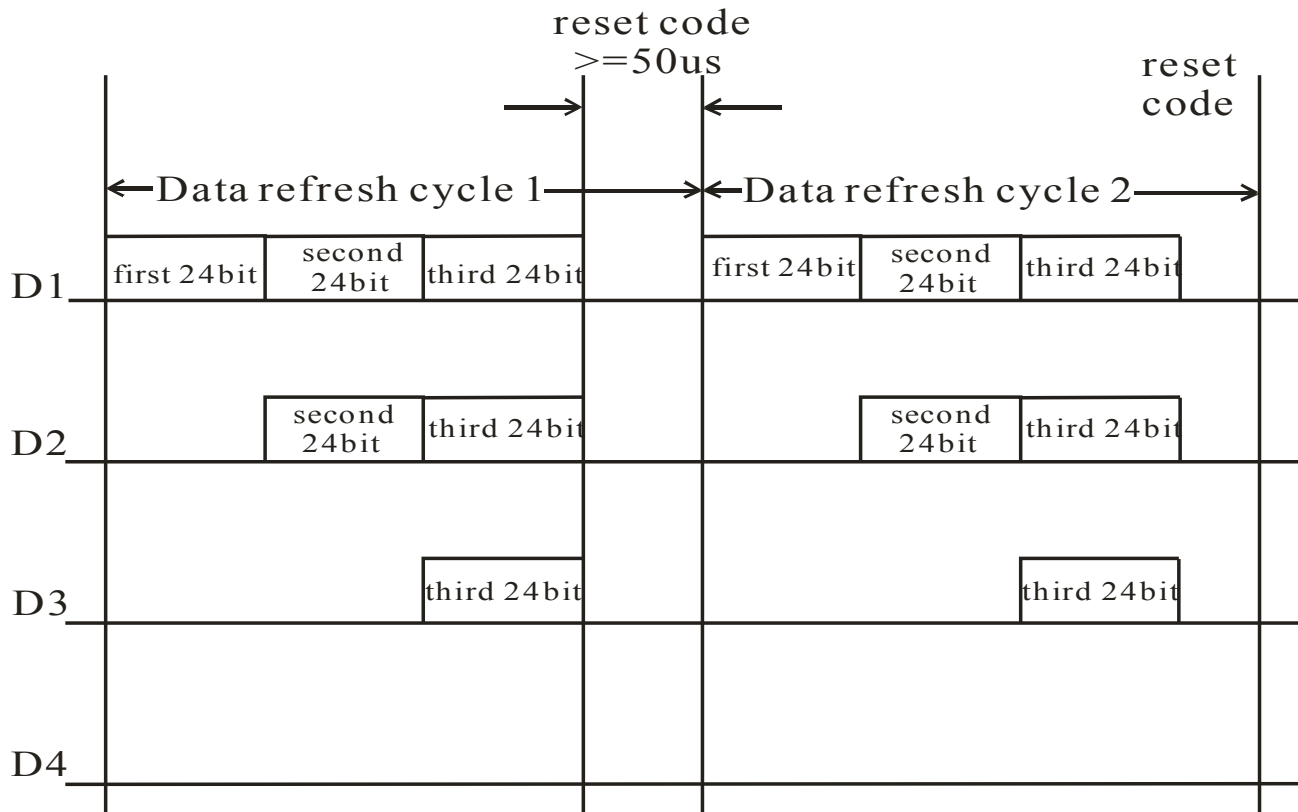 reset code
>=50us
reset
code
Data refresh cycle 1
Data refresh cycle 2
D1
first 24bit
second
24bit
third 24bit
first 24bit
second
24bit
third 24bit
D2
second
24bit
third 24bit
second
24bit
third 24bit
D3
third 24bit
third 24bit
D4